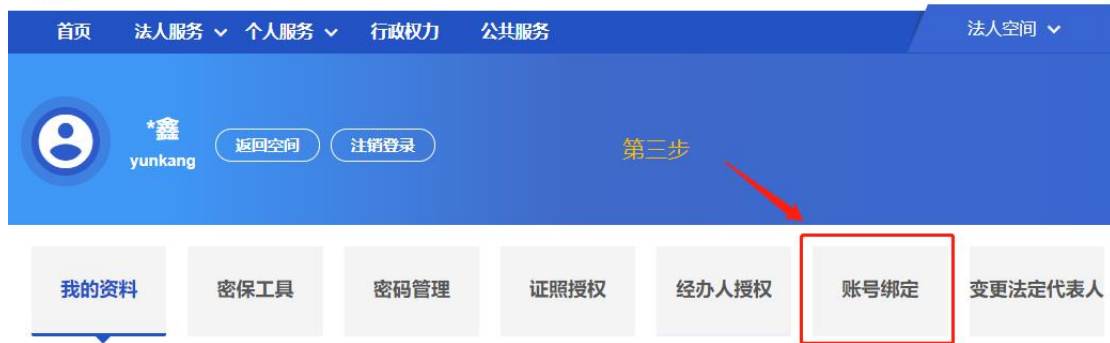 首页 法人服务 个人服务 行政权力 公共服务 法人空间
*鑫
yunkang
返回空间 注销登录
第三步
我的资料 密保工具 密码管理 证照授权 经办人授权 账号绑定 变更法定代表人